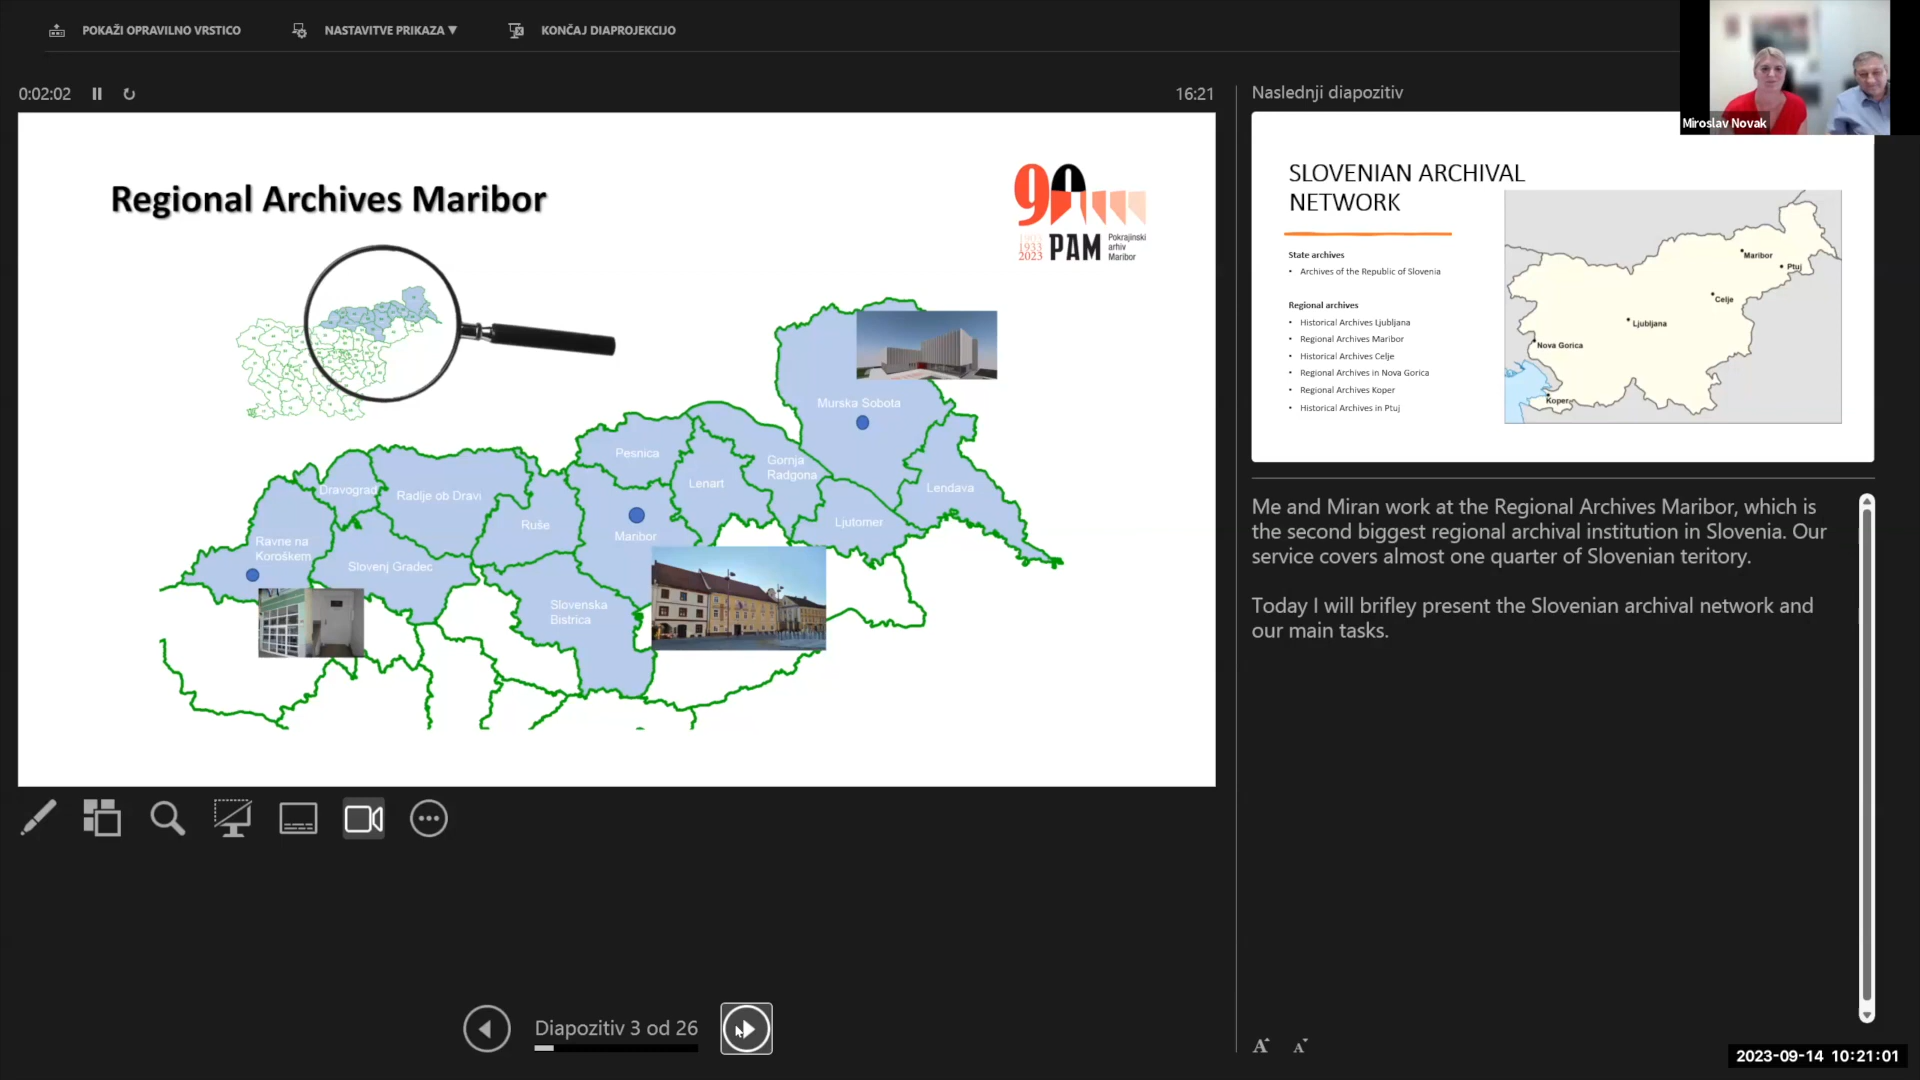 POKAŽI OPRAVILNO VRSTICO
NASTAVITVE PRIKAZA ▼
KONČAJ DIAPROJEKCIJO
Miroslav Novak
0:02:02
16:21
Regional Archives Maribor
90
1903
1933
2023
PAM
Pokrajinski
arhiv
Maribor
Murska Sobota
Pesnica
Gornja
Radgona
Lenart
Lendava
Dravograd
Radlje ob Dravi
Ruše
Ljutomer
Maribor
Ravne na
Koroškem
Slovenj Gradec
Slovenska
Bistrica
Diapozitiv 3 od 26
Naslednji diapozitiv
SLOVENIAN ARCHIVAL
NETWORK
State archives
• Archives of the Republic of Slovenia
Regional archives
• Historical Archives Ljubljana
• Regional Archives Maribor
• Historical Archives Celje
• Regional Archives in Nova Gorica
• Regional Archives Koper
• Historical Archives in Ptuj
Maribor
Ptuj
Celje
Ljubljana
Nova Gorica
Koper
Me and Miran work at the Regional Archives Maribor, which is
the second biggest regional archival institution in Slovenia. Our
service covers almost one quarter of Slovenian teritory.
Today I will brifley present the Slovenian archival network and
our main tasks.
A A
2023-09-14 10:21:01